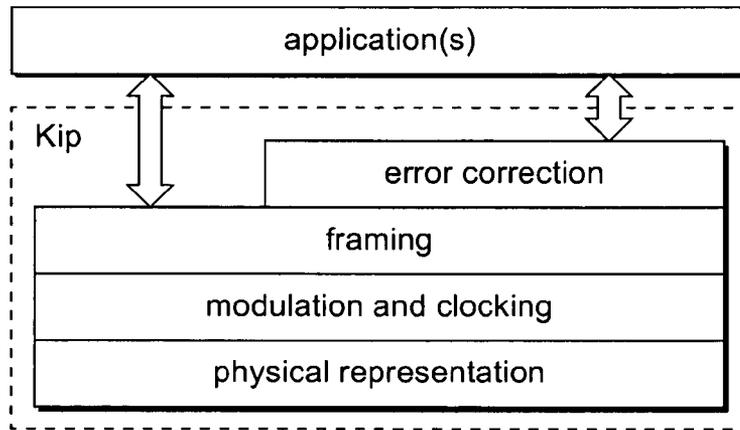 application(s)
Kip
error correction
framing
modulation and clocking
physical representation